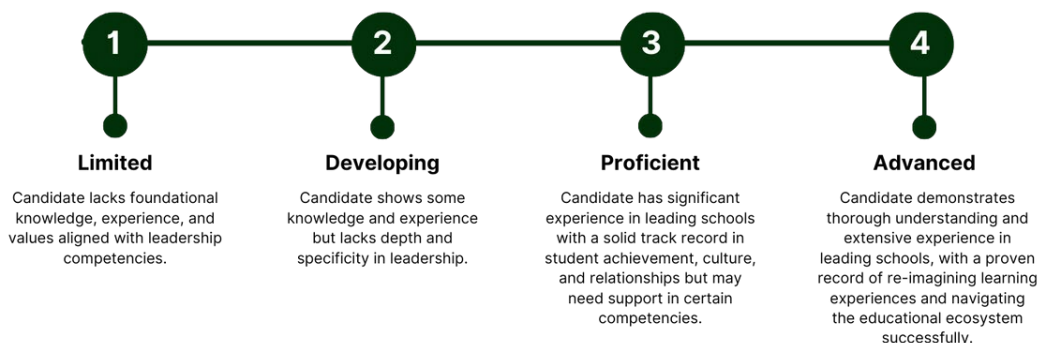 1
2
3
4
Limited
Candidate lacks foundational
knowledge, experience, and
values aligned with leadership
competencies.
Developing
Candidate shows some
knowledge and experience
but lacks depth and
specificity in leadership.
Proficient
Candidate has significant
experience in leading schools
with a solid track record in
student achievement, culture,
and relationships but may
need support in certain
competencies.
Advanced
Candidate demonstrates
thorough understanding and
extensive experience in
leading schools, with a proven
record of re-imagining learning
experiences and navigating
the educational ecosystem
successfully.